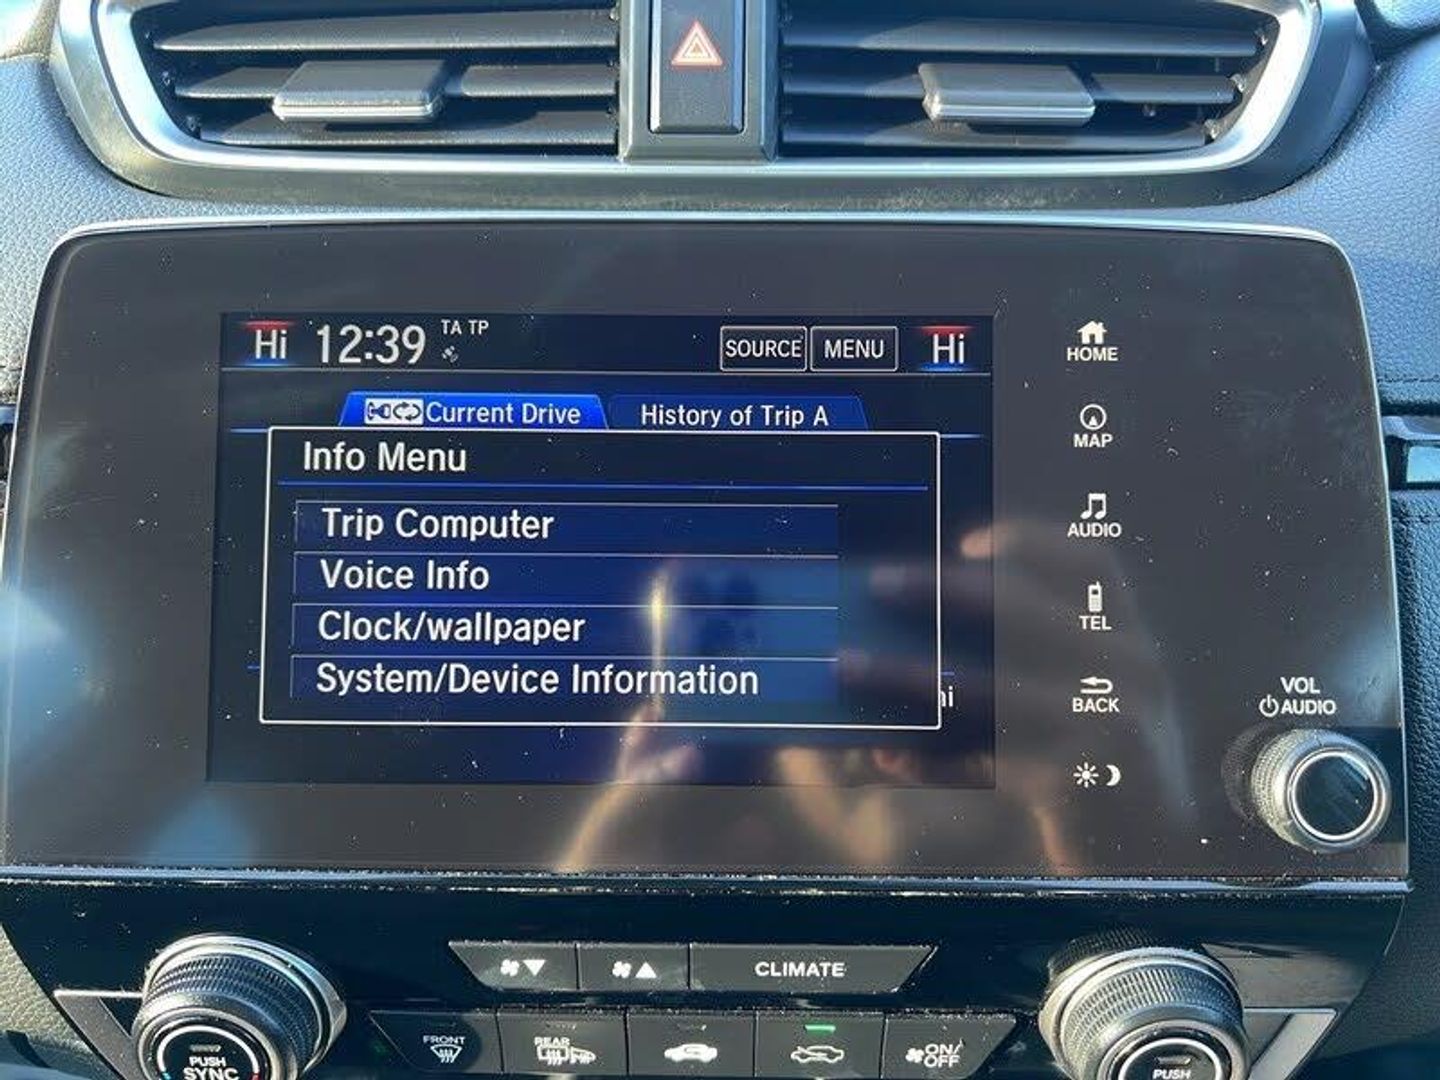 Hi 12:39 TA TP SOURCE MENU Hi
Current Drive History of Trip A
Info Menu
Trip Computer
Voice Info
Clock/wallpaper
System/Device Information
HOME
MAP
AUDIO
TEL
BACK
VOL
AUDIO
CLIMATE
FRONT
REAR
ON/
OFF
PUSH
SYNC
PUSH